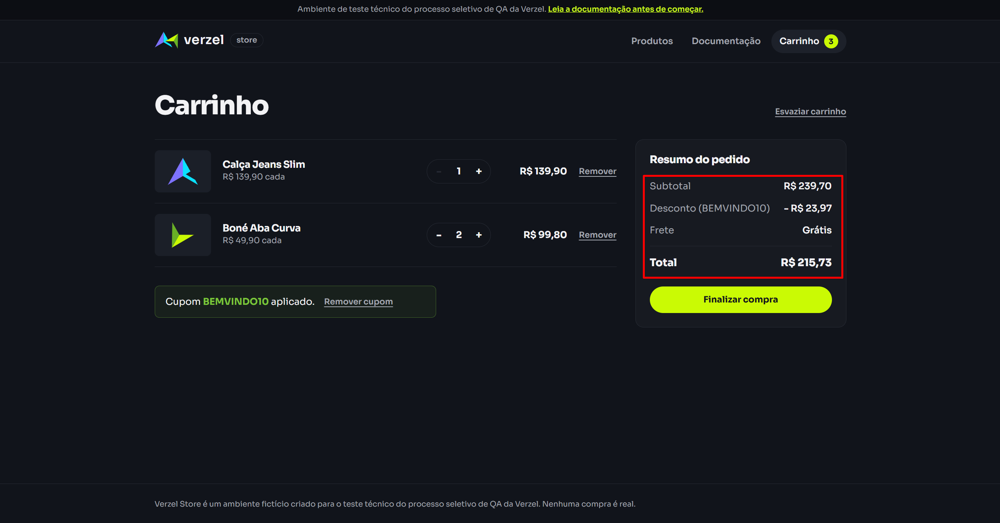 Ambiente de teste técnico do processo seletivo de QA da Verzel. Leia a documentação antes de começar.
verzel store
Produtos Documentação Carrinho 3
Carrinho
Esvaziar carrinho
Calça Jeans Slim
R$ 139,90 cada
- 1 +
R$ 139,90 Remover
Boné Aba Curva
R$ 49,90 cada
- 2 +
R$ 99,80 Remover
Cupom BEMVINDO10 aplicado. Remover cupom
Resumo do pedido
Subtotal R$ 239,70
Desconto (BEMVINDO10) - R$ 23,97
Frete Grátis
Total R$ 215,73
Finalizar compra
Verzel Store é um ambiente fictício criado para o teste técnico do processo seletivo de QA da Verzel. Nenhuma compra é real.